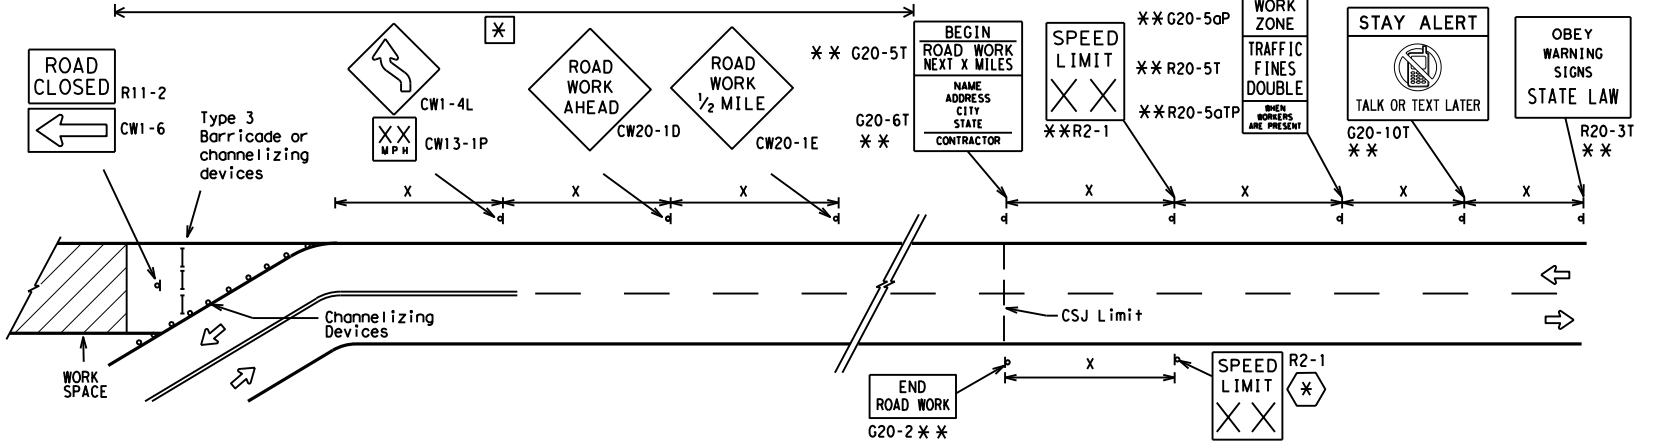 ROAD
CLOSED
R11-2
CW1-6
Type 3
Barricade or
channelizing
devices
CW1-4L
XX
MPH
CW13-1P
*
ROAD
WORK
AHEAD
CW20-1D
ROAD
WORK
1/2 MILE
CW20-1E
** G20-5T
G20-6T
**
BEGIN
ROAD WORK
NEXT X MILES
NAME
ADDRESS
CITY
STATE
CONTRACTOR
SPEED
LIMIT
XX
**R2-1
**G20-5aP
**R20-5T
**R20-5aTP
WORK
ZONE
TRAFFIC
FINES
DOUBLE
WHEN
WORKERS
ARE PRESENT
STAY ALERT
TALK OR TEXT LATER
G20-10T
**
OBEY
WARNING
SIGNS
STATE LAW
R20-3T
**
X
X
X
X
X
X
X
Channelizing
Devices
WORK
SPACE
CSJ Limit
X
END
ROAD WORK
G20-2 **
SPEED
LIMIT
XX
R2-1
*